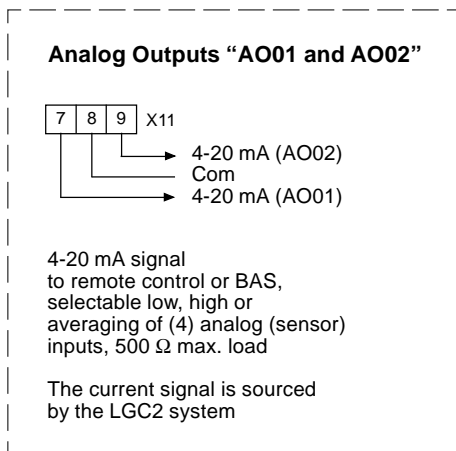 Analog Outputs “AO01 and AO02”
7 8 9 X11
4-20 mA (AO02)
Com
4-20 mA (AO01)
4-20 mA signal
to remote control or BAS,
selectable low, high or
averaging of (4) analog (sensor)
inputs, 500 Ω max. load
The current signal is sourced
by the LGC2 system